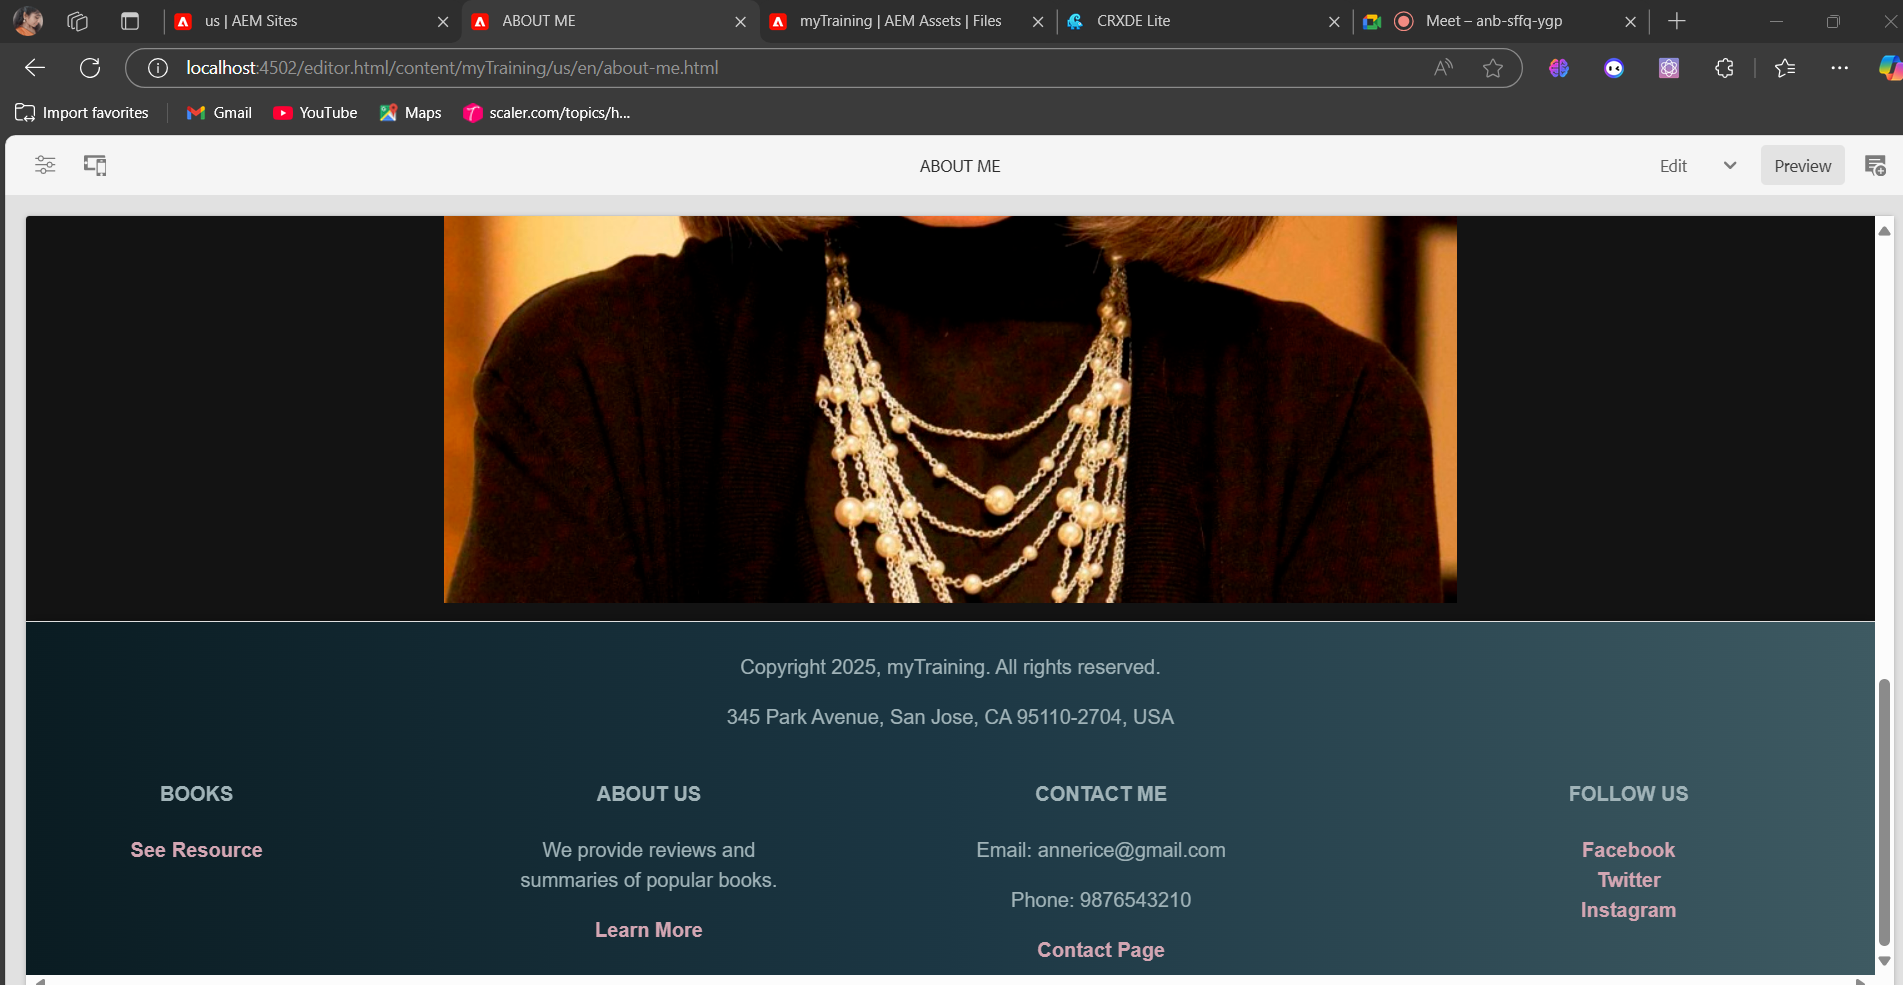 us | AEM Sites
ABOUT ME
myTraining | AEM Assets | Files
CRXDE Lite
Meet – anb-sffq-ygp
localhost:4502/editor.html/content/myTraining/us/en/about-me.html
Import favorites
Gmail
YouTube
Maps
scaler.com/topics/h...
ABOUT ME
Edit
Preview
Copyright 2025, myTraining. All rights reserved.
345 Park Avenue, San Jose, CA 95110-2704, USA
BOOKS
See Resource
ABOUT US
We provide reviews and
summaries of popular books.
Learn More
CONTACT ME
Email: annerice@gmail.com
Phone: 9876543210
Contact Page
FOLLOW US
Facebook
Twitter
Instagram